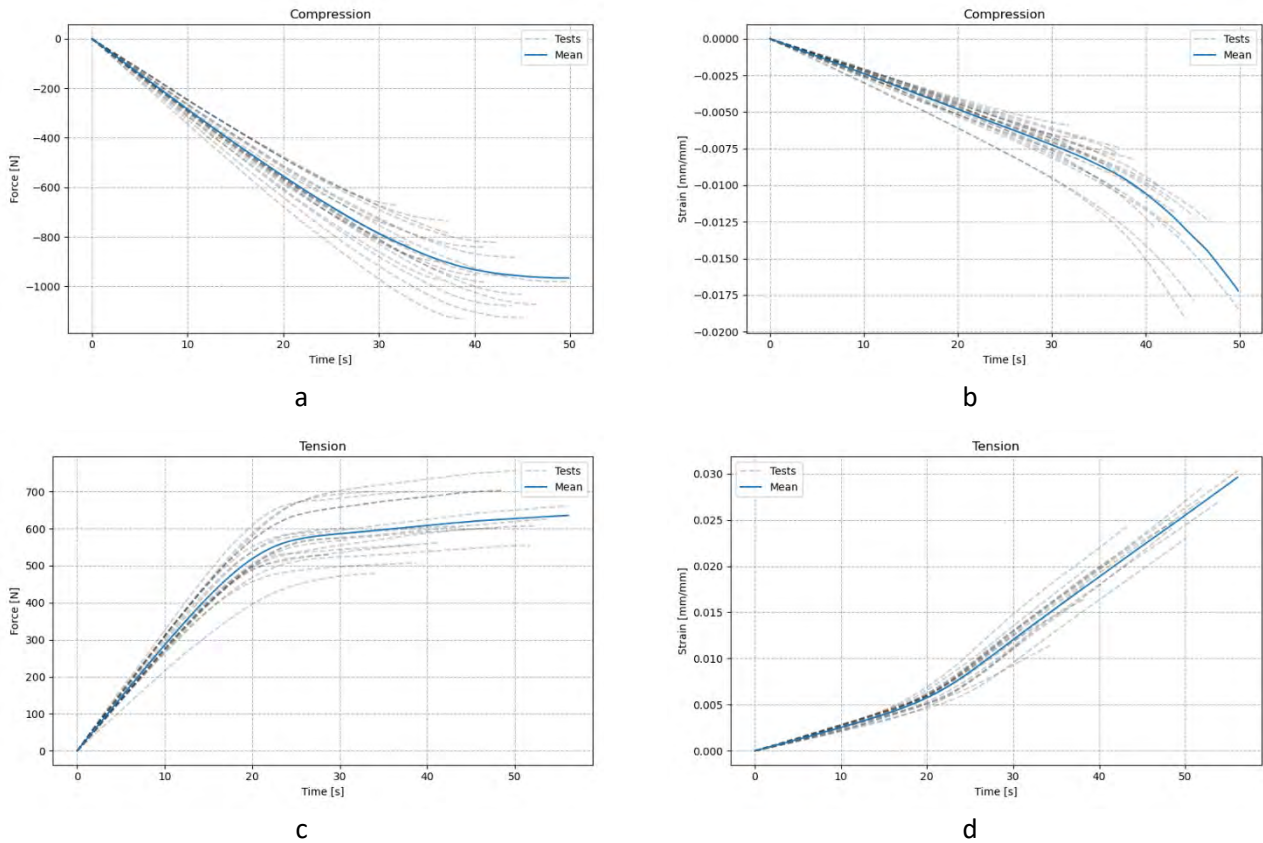 Compression
0
−200
−400
−600
−800
−1000
Force [N]
0 10 20 30 40 50
Time [s]
Tests
Mean
a
Compression
0.0000
−0.0025
−0.0050
−0.0075
−0.0100
−0.0125
−0.0150
−0.0175
−0.0200
Strain [mm/mm]
0 10 20 30 40 50
Time [s]
Tests
Mean
b
Tension
700
600
500
400
300
200
100
0
Force [N]
0 10 20 30 40 50
Time [s]
Tests
Mean
c
Tension
0.030
0.025
0.020
0.015
0.010
0.005
0.000
Strain [mm/mm]
0 10 20 30 40 50
Time [s]
Tests
Mean
d